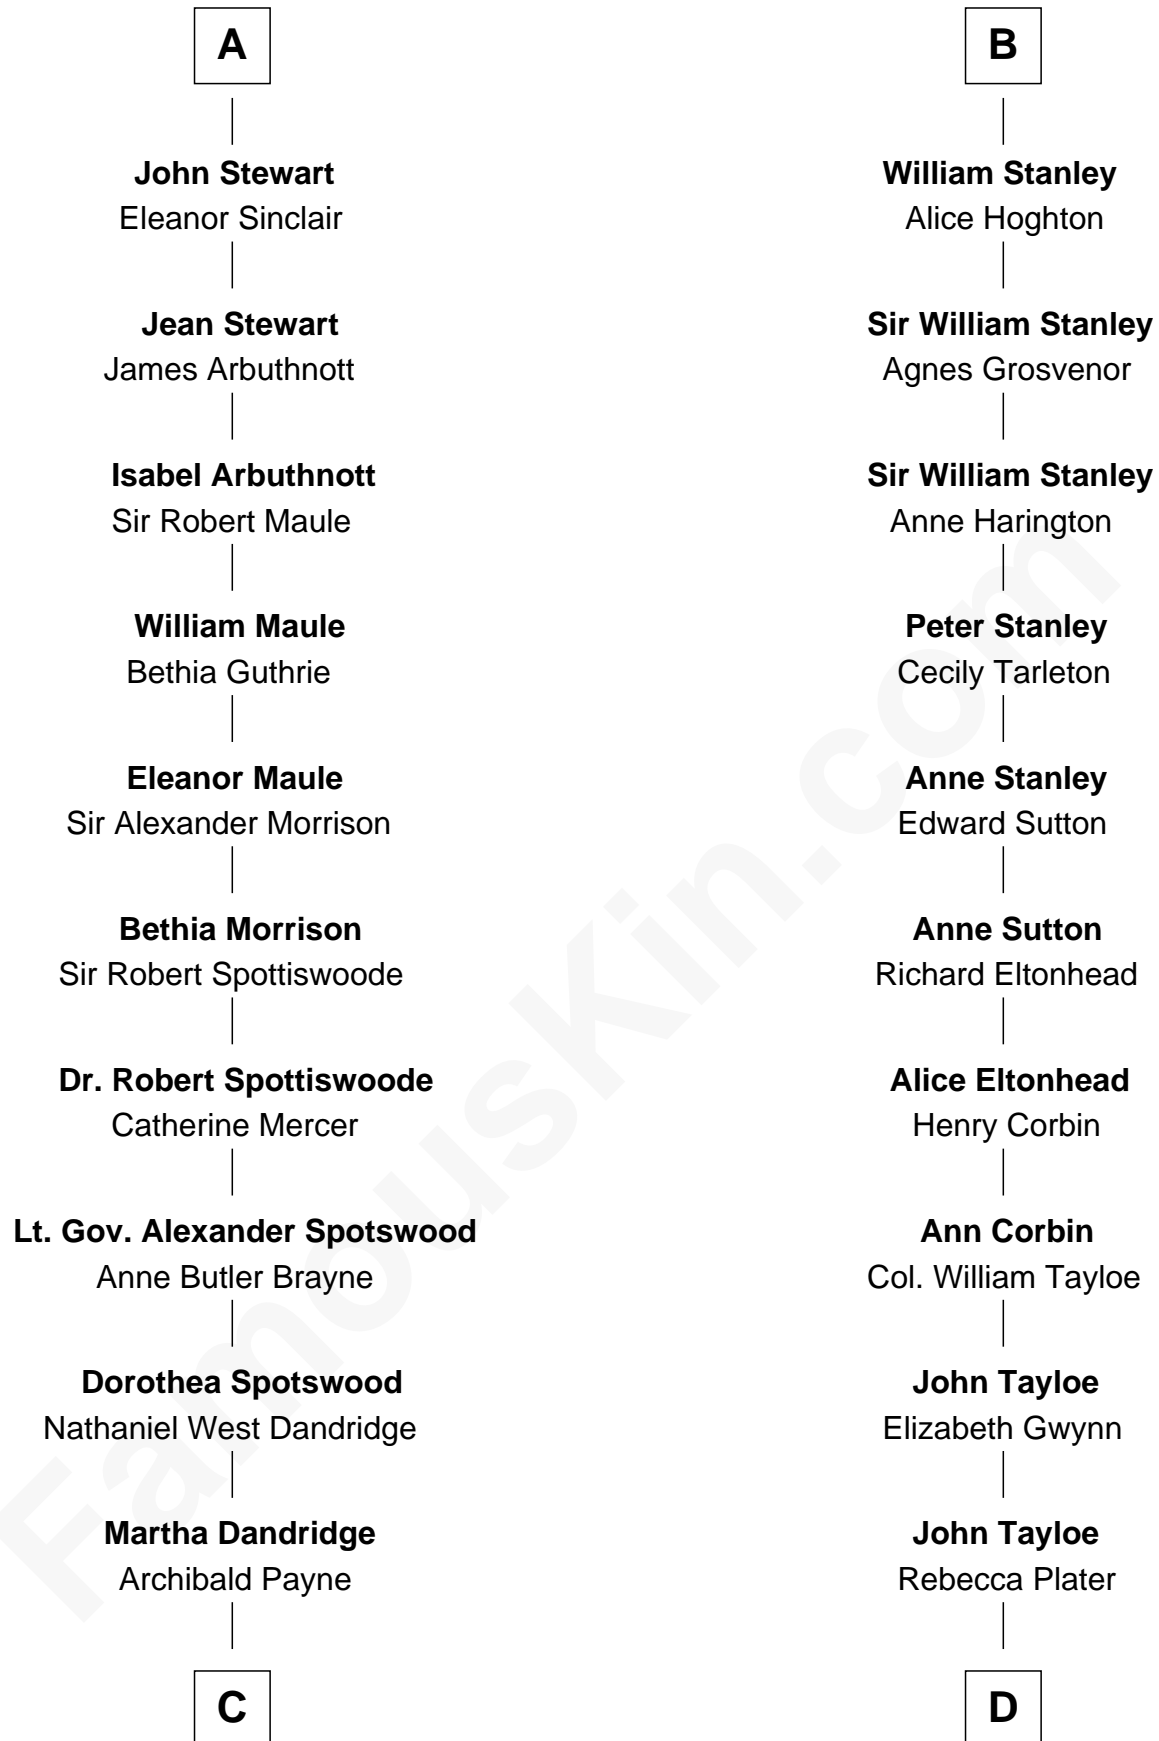 A
John Stewart
Eleanor Sinclair
Jean Stewart
James Arbuthnott
Isabel Arbuthnott
Sir Robert Maule
William Maule
Bethia Guthrie
Eleanor Maule
Sir Alexander Morrison
Bethia Morrison
Sir Robert Spottiswoode
Dr. Robert Spottiswoode
Catherine Mercer
Lt. Gov. Alexander Spotswood
Anne Butler Brayne
Dorothea Spotswood
Nathaniel West Dandridge
Martha Dandridge
Archibald Payne
C
B
William Stanley
Alice Hoghton
Sir William Stanley
Agnes Grosvenor
Sir William Stanley
Anne Harington
Peter Stanley
Cecily Tarleton
Anne Stanley
Edward Sutton
Anne Sutton
Richard Eltonhead
Alice Eltonhead
Henry Corbin
Ann Corbin
Col. William Tayloe
John Tayloe
Elizabeth Gwynn
John Tayloe
Rebecca Plater
D
FamousKin.com